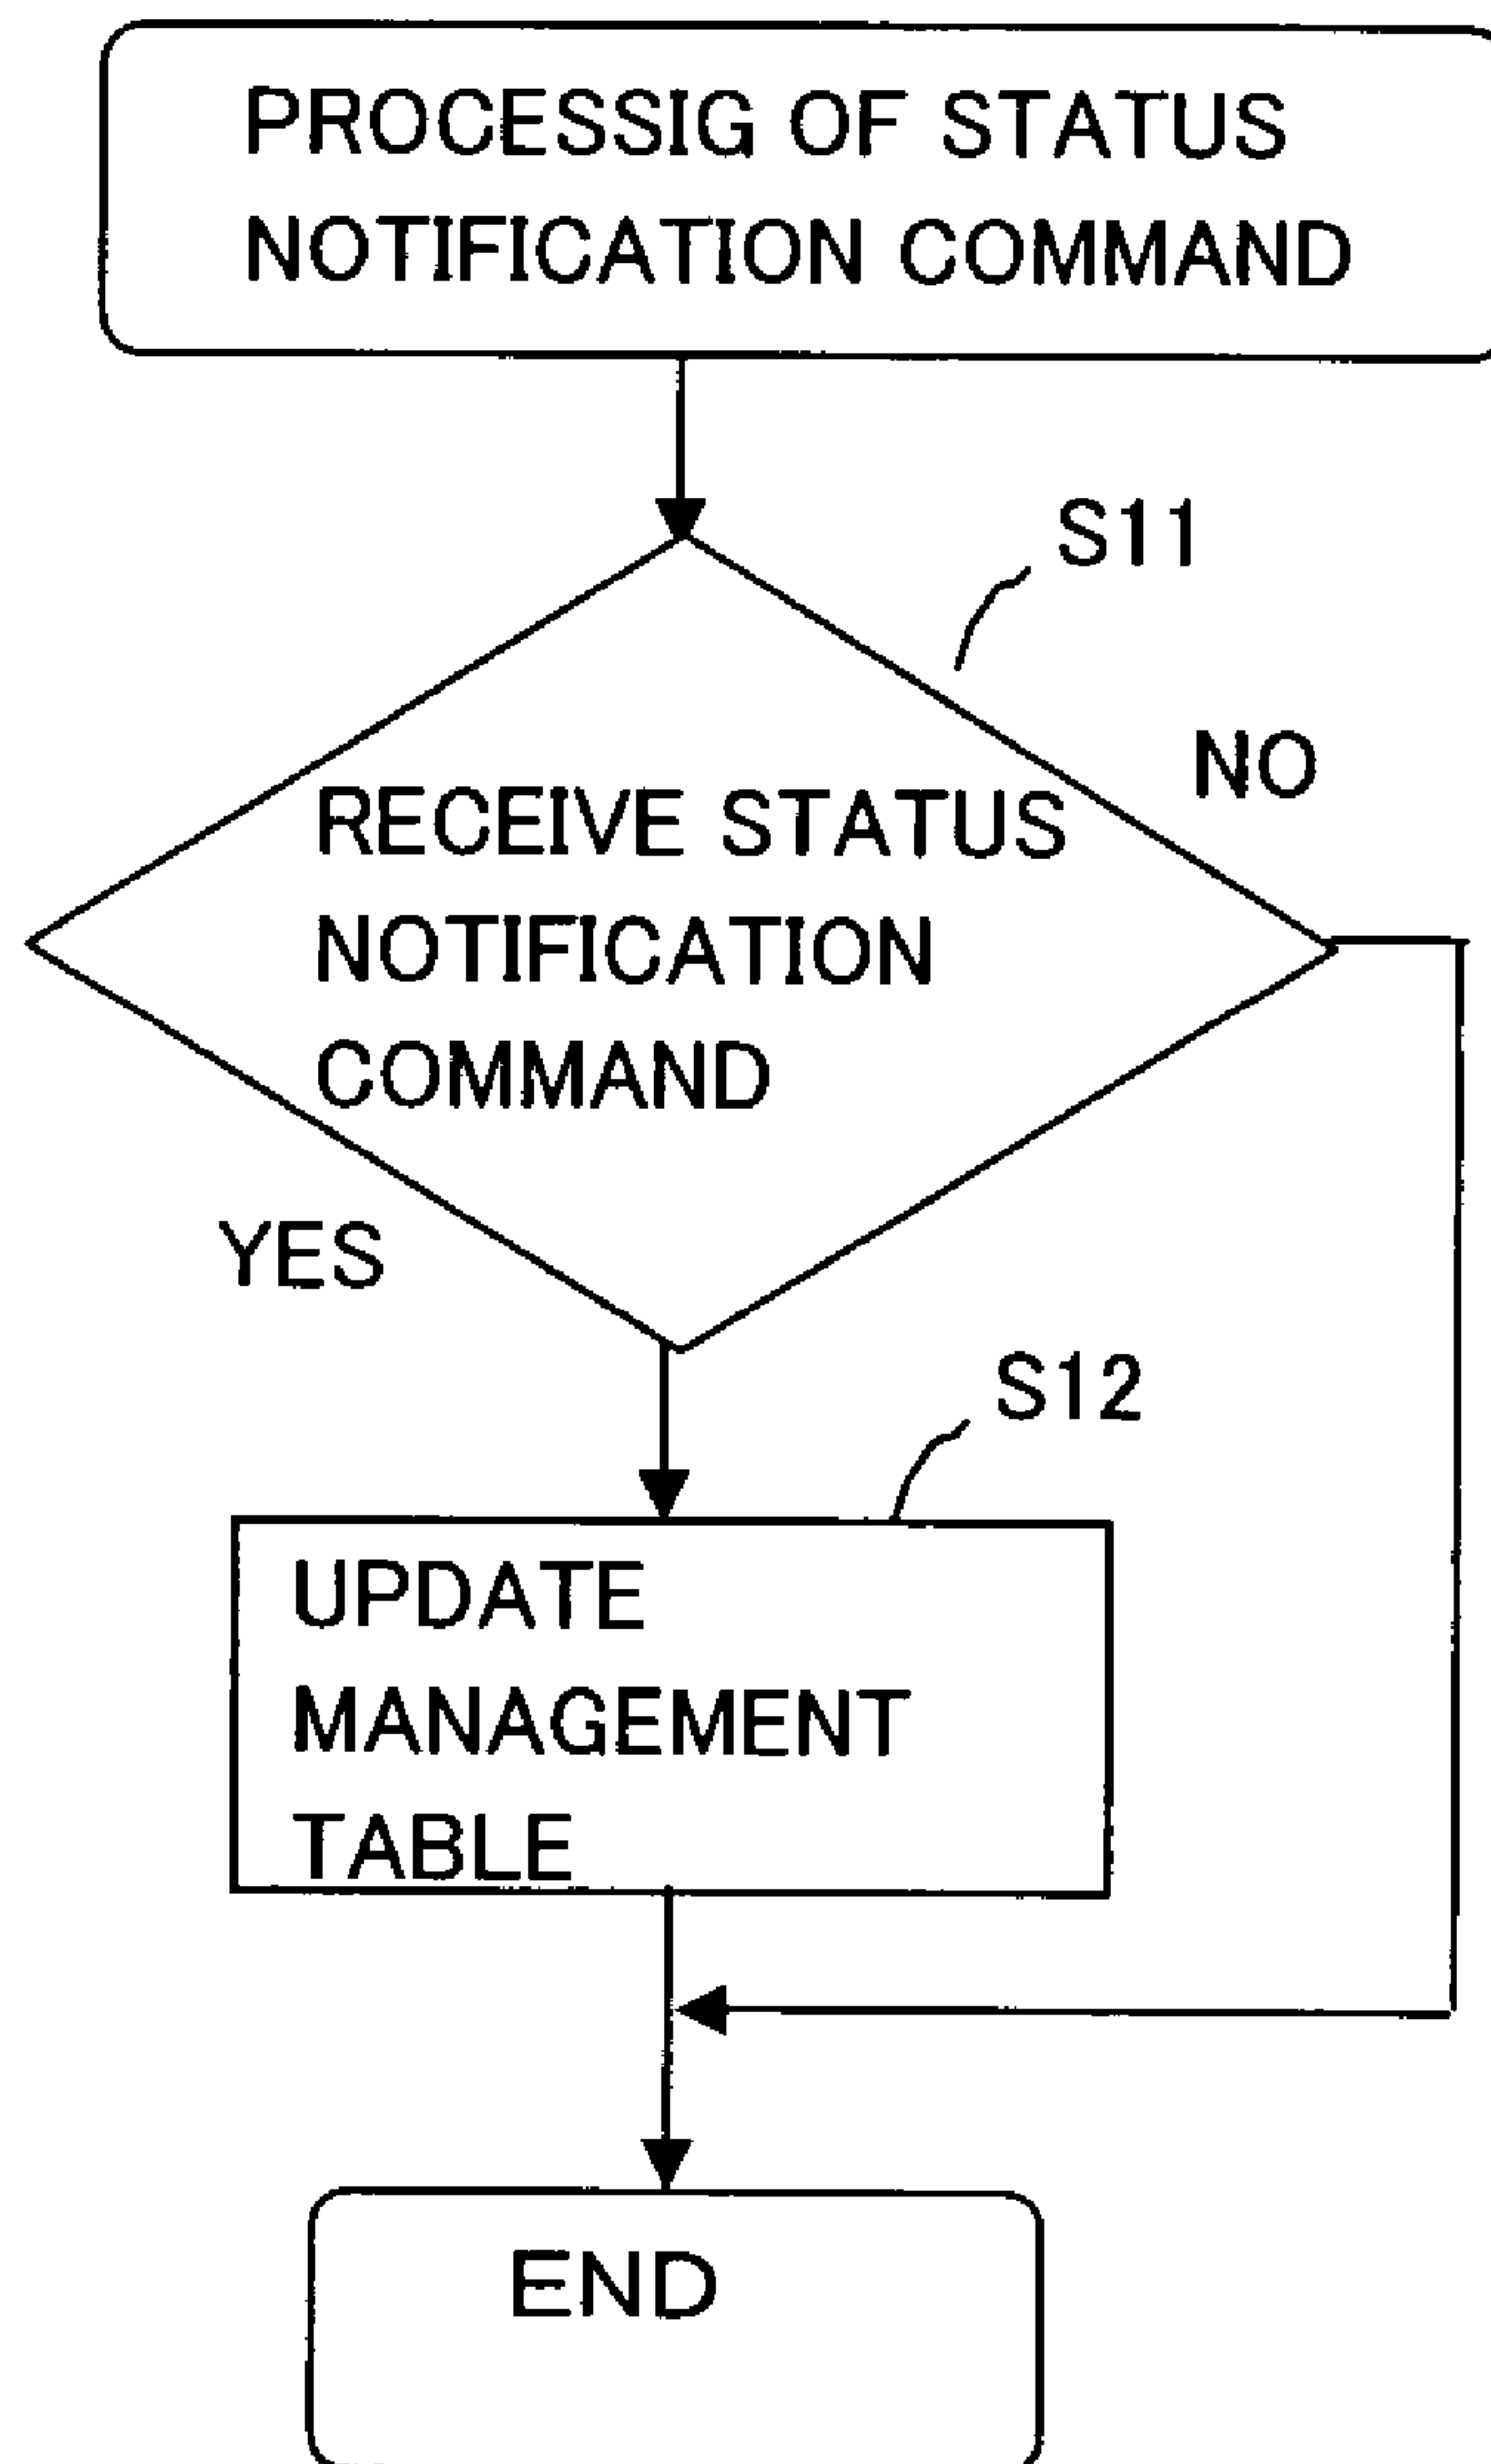 PROCESSIG OF STATUS
NOTIFICATION COMMAND
S11
NO
RECEIVE STATUS
NOTIFICATION
COMMAND
YES
S12
UPDATE
MANAGEMENT
TABLE
END